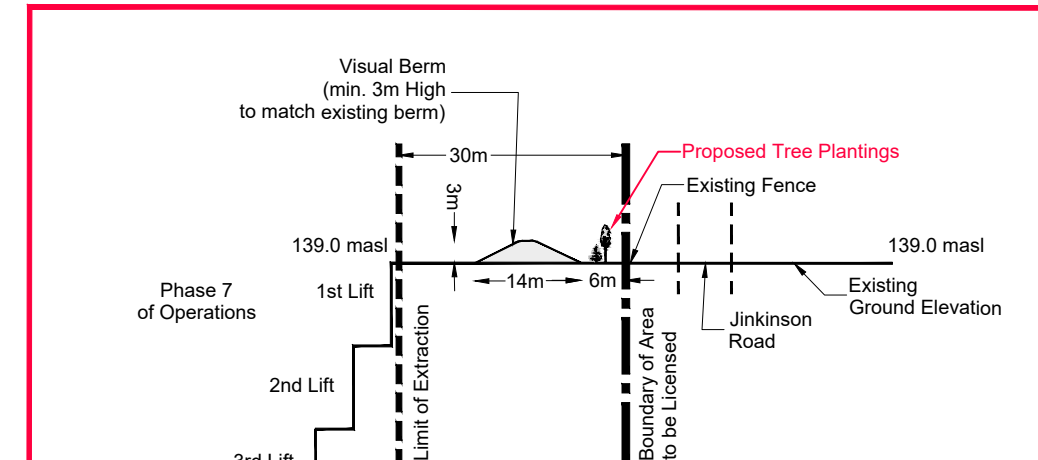 Visual Berm
(min. 3m High
to match existing berm)
30m
Proposed Tree Plantings
Existing Fence
3m
139.0 masl
139.0 masl
14m
6m
1st Lift
Phase 7
of Operations
Existing
Ground Elevation
Jinkinson
Road
Limit of Extraction
Boundary of Area
to be Licensed
2nd Lift
3rd Lift